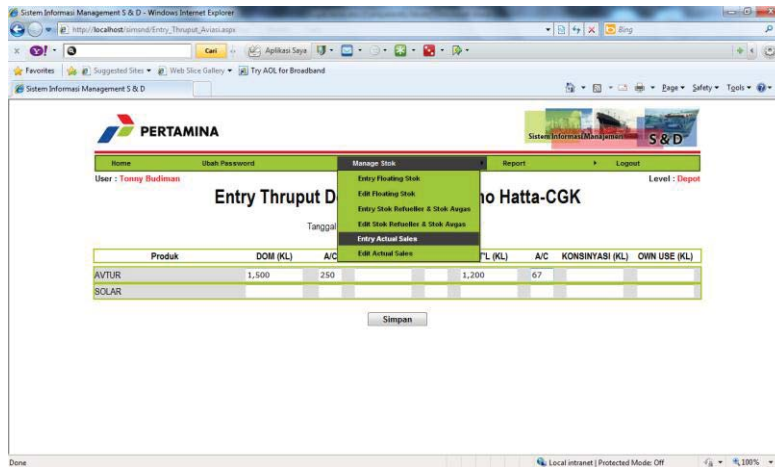 Sistem Informasi Management S & D - Windows Internet Explorer
http://localhost/simsnd/Entry_Thruput_Aviasi.aspx
Bing
Cari
Aplikasi Saya
Favorites Suggested Sites Web Slice Gallery Try AOL for Broadband
Sistem Informasi Management S & D
Page Safety Tools
PERTAMINA
Sistem Informasi Manajemen S & D
Home Ubah Password Manage Stok Report Logout
User : Tonny Budiman Level : Depot
Entry Floating Stok
Edit Floating Stok
Entry Thruput D no Hatta-CGK
Entry Stok Refueller & Stok Avgas
Edit Stok Refueller & Stok Avgas
Tanggal
Entry Actual Sales
Edit Actual Sales
Produk DOM (KL) A/C T'L (KL) A/C KONSINYASI (KL) OWN USE (KL)
AVTUR 1,500 250 1,200 67
SOLAR
Simpan
Done Local intranet | Protected Mode: Off 100%